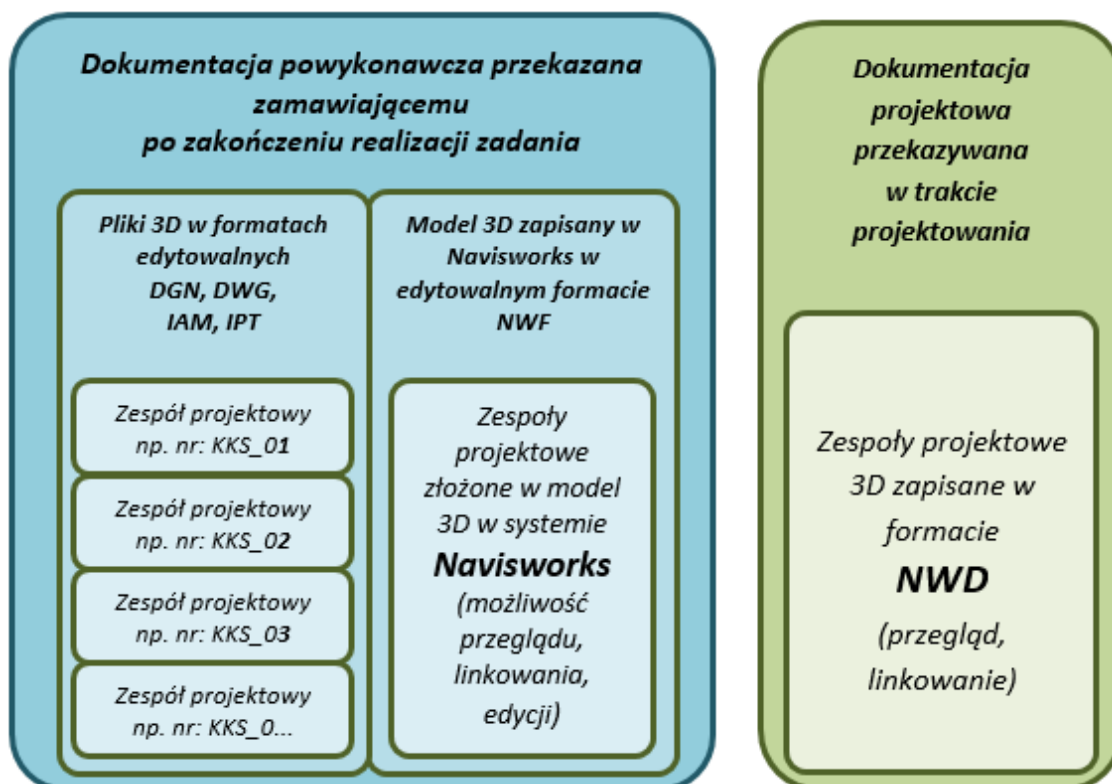 Dokumentacja powykonawcza przekazana
zamawiającemu
po zakończeniu realizacji zadania
Pliki 3D w formatach
edytowalnych
DGN, DWG,
IAM, IPT
Zespół projektowy
np. nr: KKS_01
Zespół projektowy
np. nr: KKS_02
Zespół projektowy
np. nr: KKS_03
Zespół projektowy
np. nr: KKS_0...
Model 3D zapisany w
Navisworks w
edytowalnym formacie
NWF
Zespoły
projektowe
złożone w model
3D w systemie
Navisworks
(możliwość
przeglądu,
linkowania,
edycji)
Dokumentacja
projektowa
przekazywana
w trakcie
projektowania
Zespoły projektowe
3D zapisane w
formacie
NWD
(przegląd,
linkowanie)